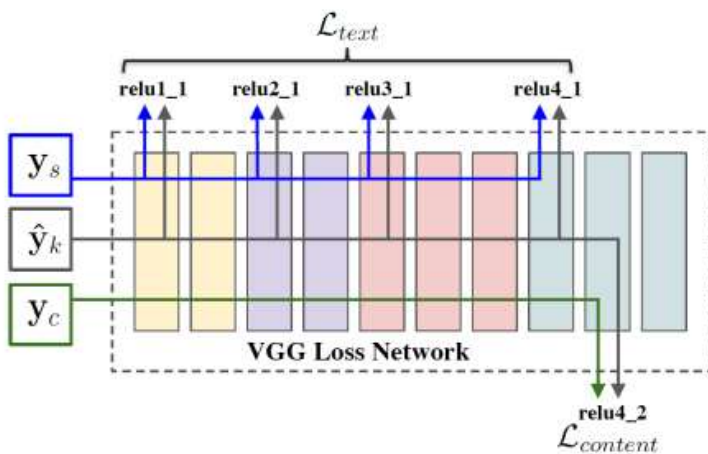 L_text
relu1_1 relu2_1 relu3_1 relu4_1
y_s
ŷ_k
y_c
VGG Loss Network
relu4_2
L_content